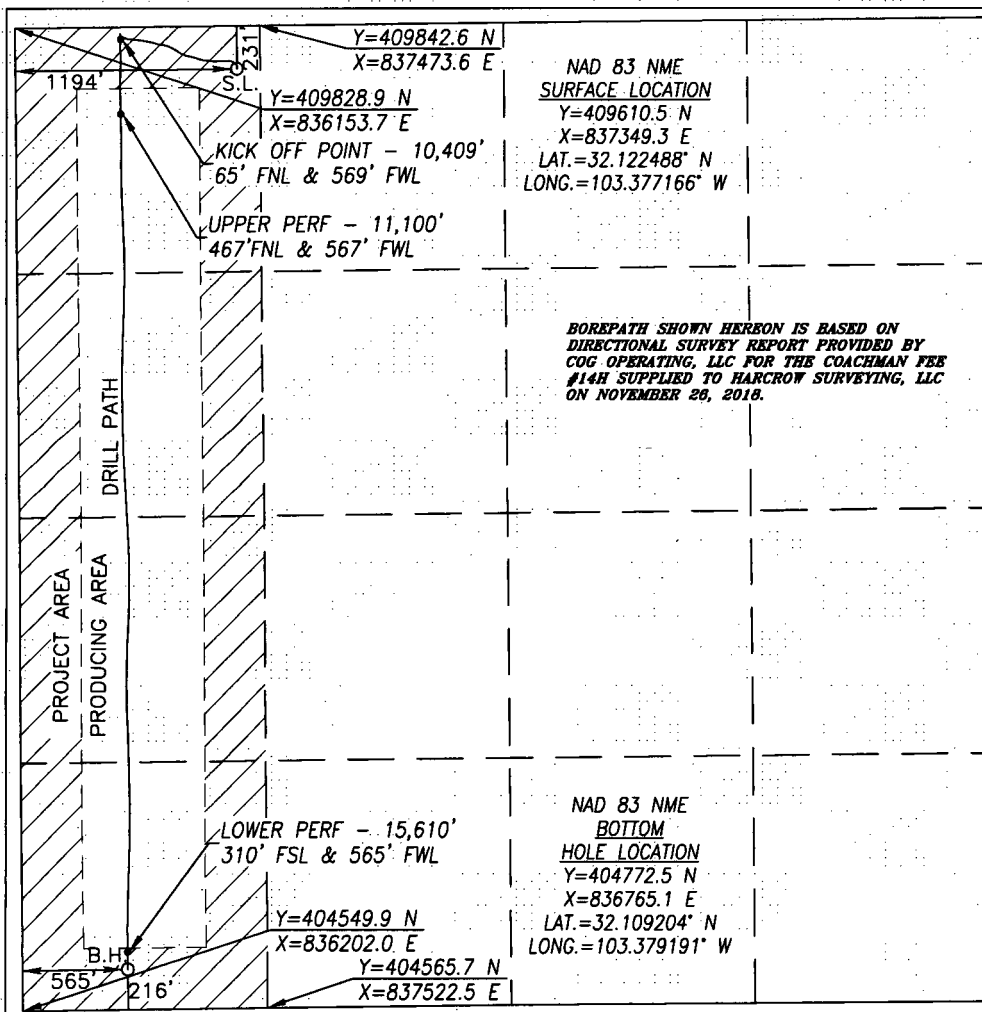 Y=409842.6 N
X=837473.6 E
231'
1194'
S.L.
Y=409828.9 N
X=836153.7 E
KICK OFF POINT - 10,409'
65' FNL & 569' FWL
UPPER PERF - 11,100'
467'FNL & 567' FWL
NAD 83 NME
SURFACE LOCATION
Y=409610.5 N
X=837349.3 E
LAT.=32.122488° N
LONG.=103.377166° W
BOREPATH SHOWN HEREON IS BASED ON
DIRECTIONAL SURVEY REPORT PROVIDED BY
COG OPERATING, LLC FOR THE COACHMAN FEE
#14H SUPPLIED TO HARCROW SURVEYING, LLC
ON NOVEMBER 26, 2018.
DRILL PATH
PROJECT AREA
PRODUCING AREA
LOWER PERF - 15,610'
310' FSL & 565' FWL
NAD 83 NME
BOTTOM
HOLE LOCATION
Y=404772.5 N
X=836765.1 E
LAT.=32.109204° N
LONG.=103.379191° W
Y=404549.9 N
X=836202.0 E
B.H.
565'
216'
Y=404565.7 N
X=837522.5 E